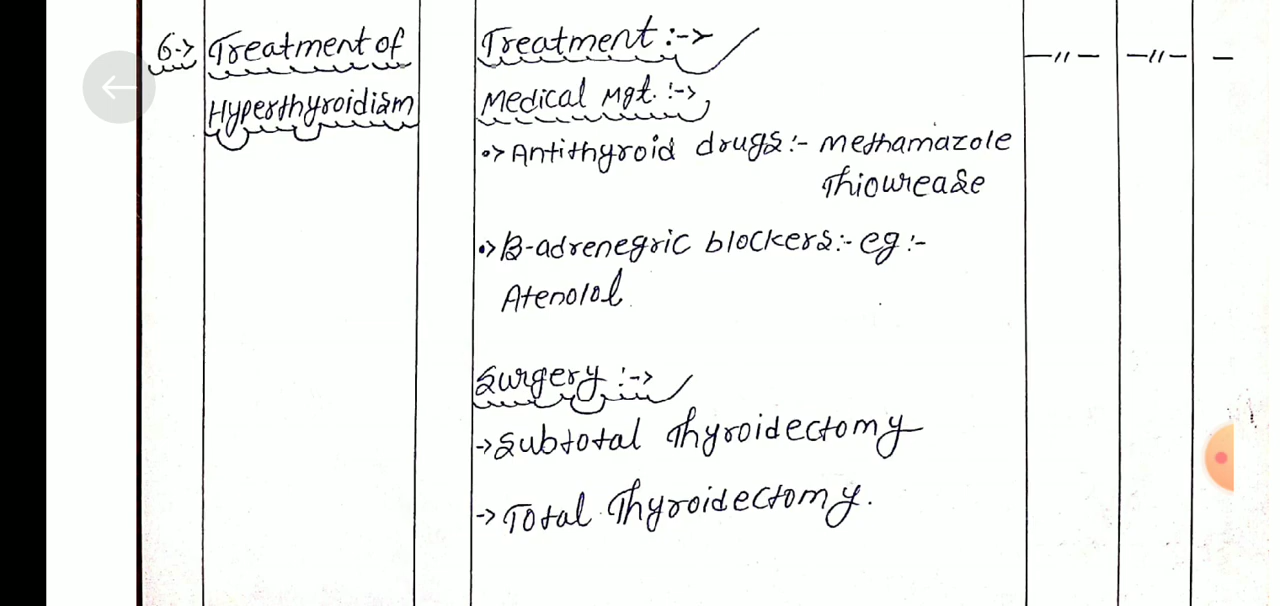 6-> Treatment of
Hyperthyroidism
Treatment :->
Medical Mgt. :->
•> Antithyroid drugs :- Methamazole
Thiourease
•> B-adrenegric blockers :- eg :-
Atenolol
Surgery :->
-> Subtotal Thyroidectomy
-> Total Thyroidectomy.
—"— —"— —